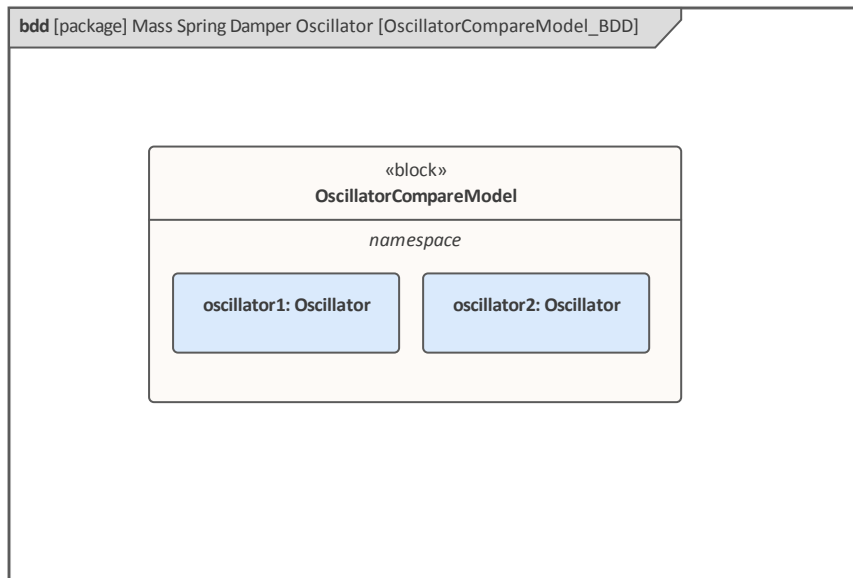 bdd [package] Mass Spring Damper Oscillator [OscillatorCompareModel_BDD]
«block»
OscillatorCompareModel
namespace
oscillator1: Oscillator
oscillator2: Oscillator